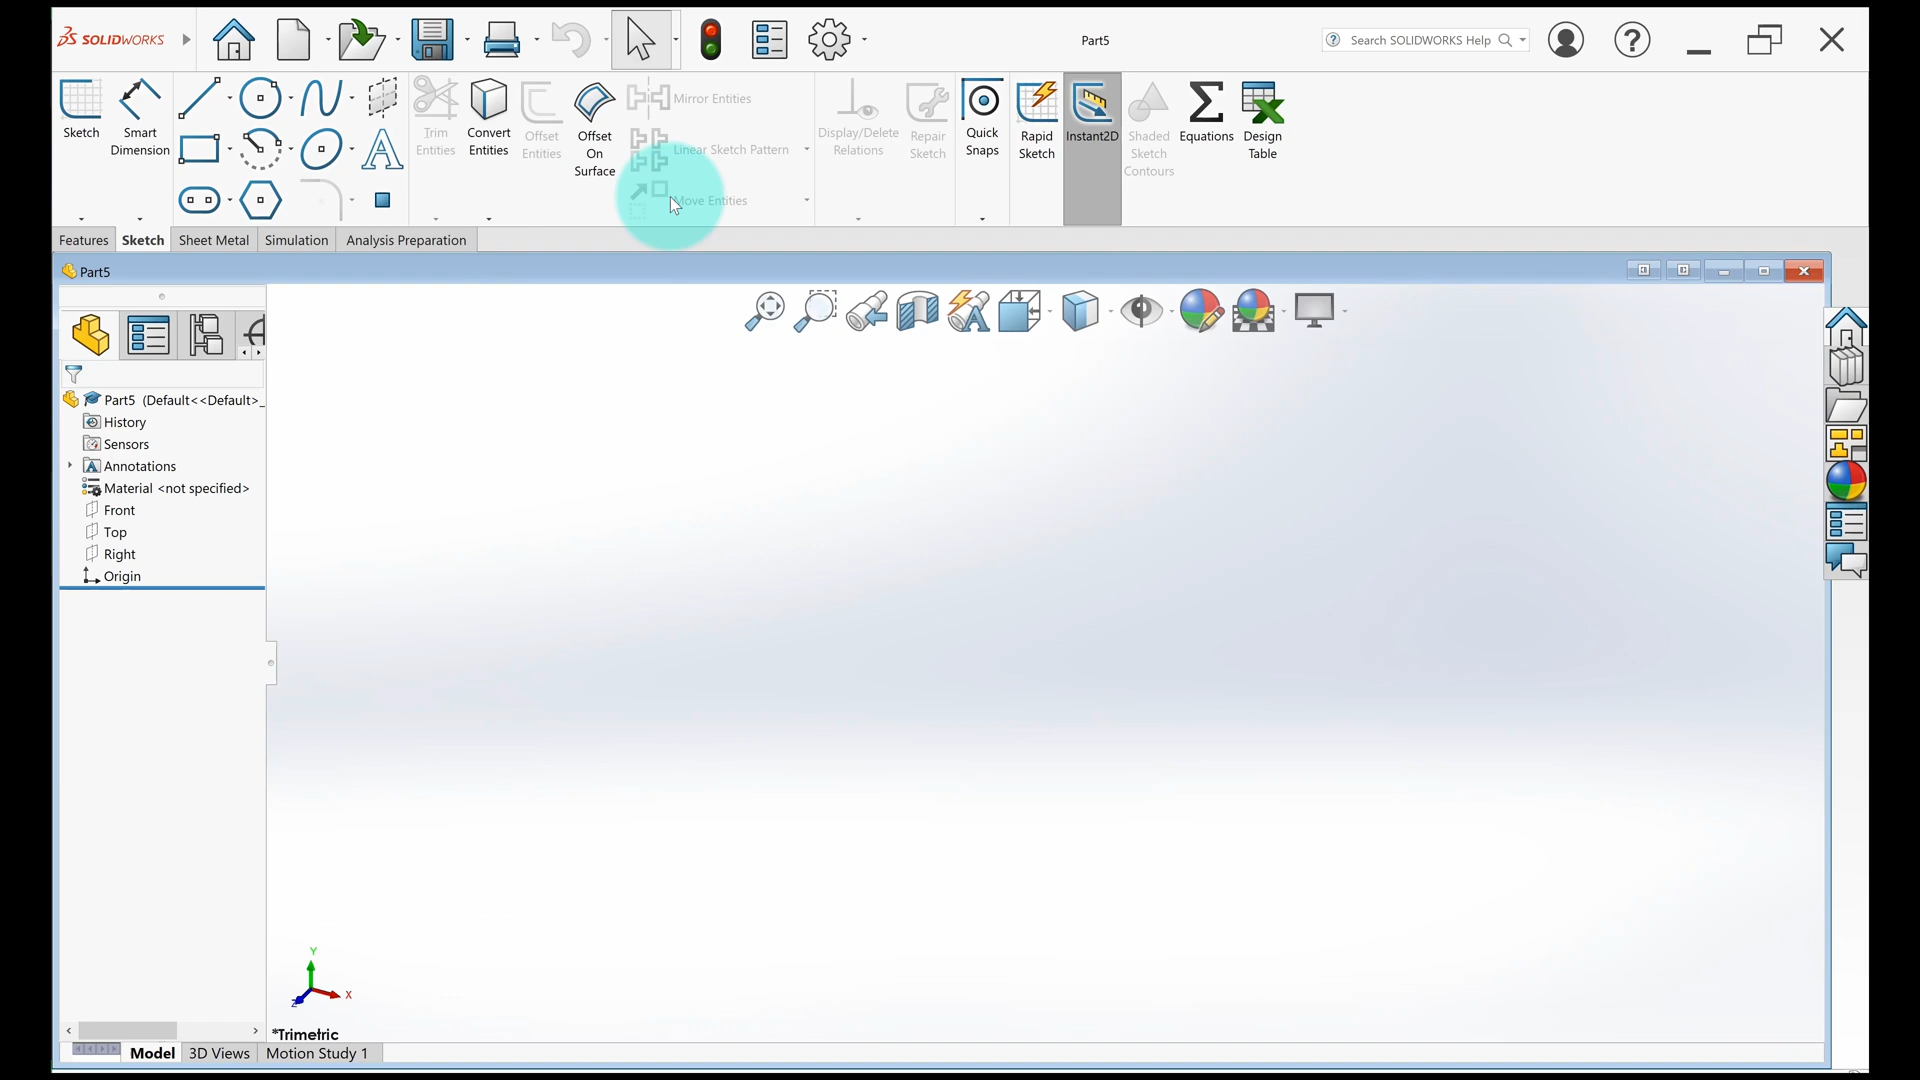 SOLIDWORKS
Part5
Search SOLIDWORKS Help
Sketch
Smart
Dimension
Trim
Entities
Convert
Entities
Offset
Entities
Offset
On
Surface
Mirror Entities
Linear Sketch Pattern
Move Entities
Display/Delete
Relations
Repair
Sketch
Quick
Snaps
Rapid
Sketch
Instant2D
Shaded
Sketch
Contours
Equations
Design
Table
Features
Sketch
Sheet Metal
Simulation
Analysis Preparation
Part5
Part5 (Default<<Default>_
History
Sensors
Annotations
Material <not specified>
Front
Top
Right
Origin
Y
X
Z
*Trimetric
Model
3D Views
Motion Study 1